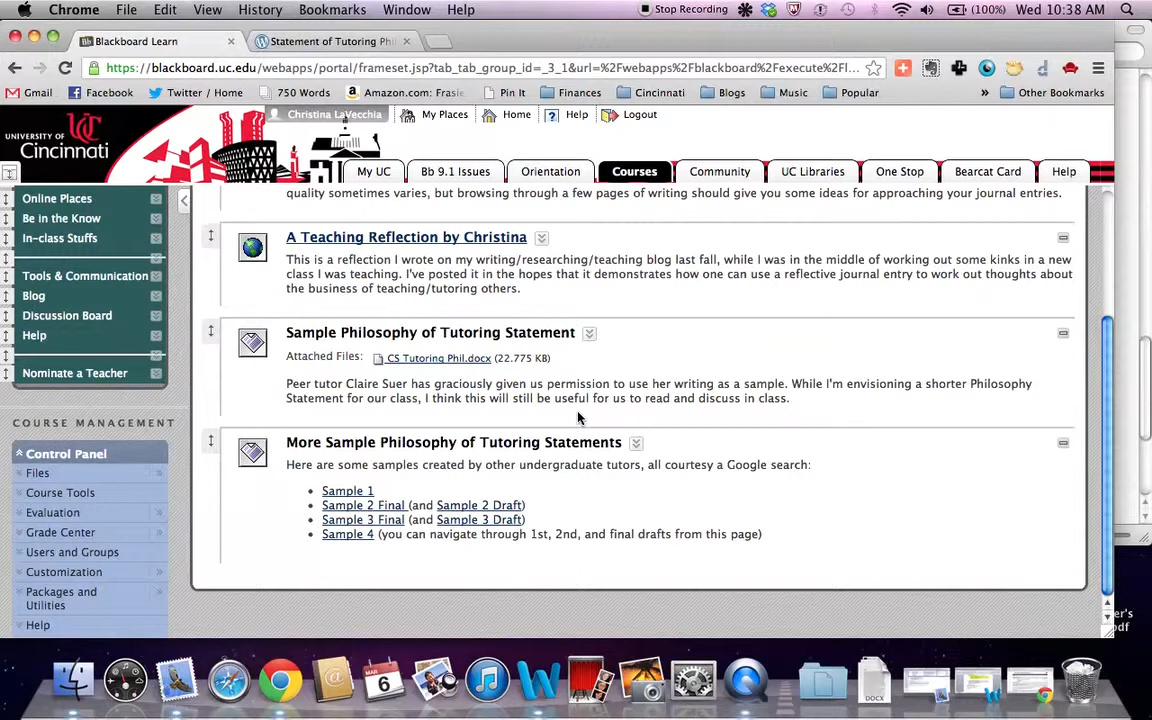 Chrome File Edit View History Bookmarks Window Help Stop Recording (100%) Wed 10:38 AM
Blackboard Learn Statement of Tutoring Phi
https://blackboard.uc.edu/webapps/portal/frameset.jsp?tab_tab_group_id=_3_1&url=%2Fwebapps%2Fblackboard%2Fexecute%2Fl...
Gmail Facebook Twitter / Home 750 Words Amazon.com: Frasie Pin It Finances Cincinnati Blogs Music Popular » Other Bookmarks
UNIVERSITY OF
Cincinnati
Christina LaVecchia My Places Home Help Logout
My UC Bb 9.1 Issues Orientation Courses Community UC Libraries One Stop Bearcat Card Help
Online Places
Be in the Know
In-class Stuffs
Tools & Communication
Blog
Discussion Board
Help
Nominate a Teacher
COURSE MANAGEMENT
Control Panel
Files
Course Tools
Evaluation
Grade Center
Users and Groups
Customization
Packages and
Utilities
Help
quality sometimes varies, but browsing through a few pages of writing should give you some ideas for approaching your journal entries.
A Teaching Reflection by Christina
This is a reflection I wrote on my writing/researching/teaching blog last fall, while I was in the middle of working out some kinks in a new
class I was teaching. I've posted it in the hopes that it demonstrates how one can use a reflective journal entry to work out thoughts about
the business of teaching/tutoring others.
Sample Philosophy of Tutoring Statement
Attached Files: CS Tutoring Phil.docx (22.775 KB)
Peer tutor Claire Suer has graciously given us permission to use her writing as a sample. While I'm envisioning a shorter Philosophy
Statement for our class, I think this will still be useful for us to read and discuss in class.
More Sample Philosophy of Tutoring Statements
Here are some samples created by other undergraduate tutors, all courtesy a Google search:
• Sample 1
• Sample 2 Final (and Sample 2 Draft)
• Sample 3 Final (and Sample 3 Draft)
• Sample 4 (you can navigate through 1st, 2nd, and final drafts from this page)
er's
pdf
MAR
6
DOCX